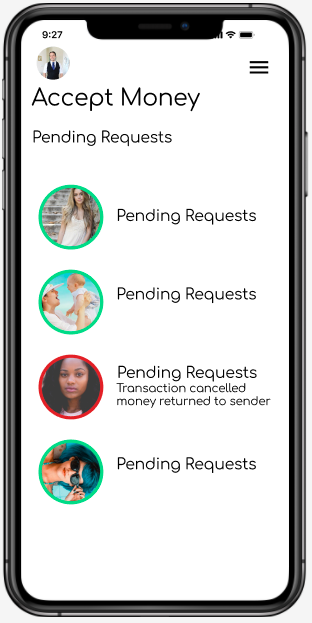 9:27
Accept Money
Pending Requests
Pending Requests
Pending Requests
Pending Requests
Transaction cancelled
money returned to sender
Pending Requests